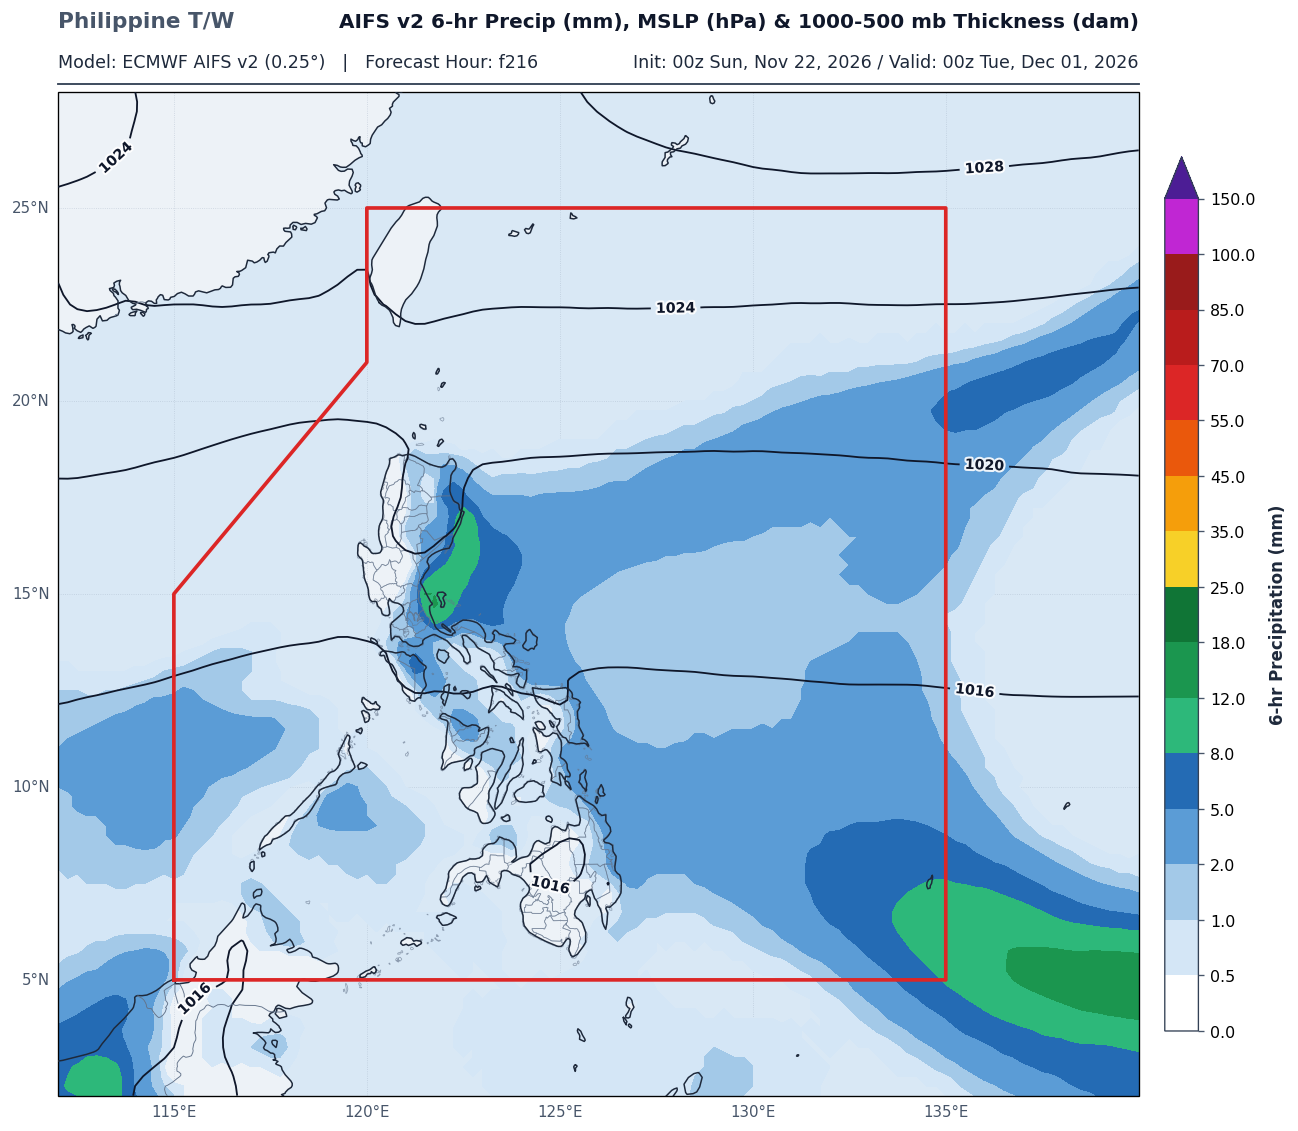 Philippine T/W
AIFS v2 6-hr Precip (mm), MSLP (hPa) & 1000-500 mb Thickness (dam)
Model: ECMWF AIFS v2 (0.25°) | Forecast Hour: f216
Init: 00z Sun, Nov 22, 2026 / Valid: 00z Tue, Dec 01, 2026
1024
1028
1024
1020
1016
1016
1016
25°N
20°N
15°N
10°N
5°N
115°E
120°E
125°E
130°E
135°E
150.0
100.0
85.0
70.0
55.0
45.0
35.0
25.0
18.0
12.0
8.0
5.0
2.0
1.0
0.5
0.0
6-hr Precipitation (mm)